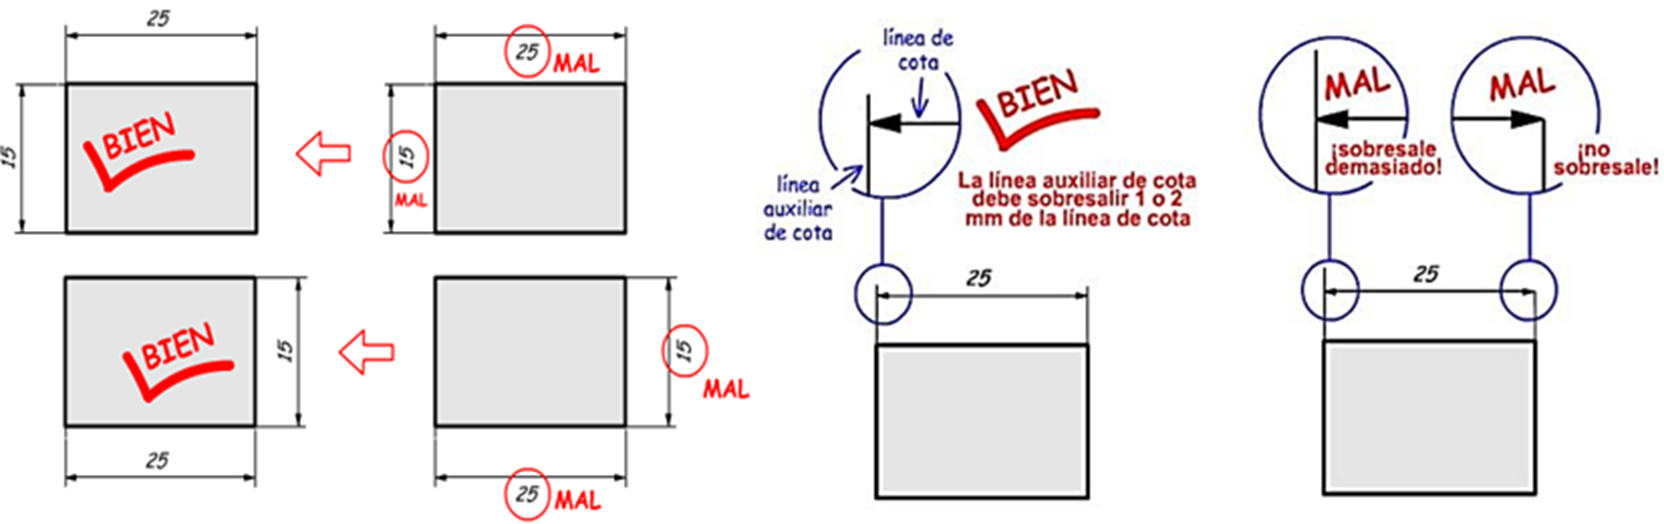 25
15
BIEN
25
MAL
15
MAL
BIEN
15
25
15
MAL
25
MAL
línea de
cota
BIEN
línea
auxiliar
de cota
La línea auxiliar de cota
debe sobresalir 1 o 2
mm de la línea de cota
25
MAL
¡sobresale
demasiado!
MAL
¡no
sobresale!
25